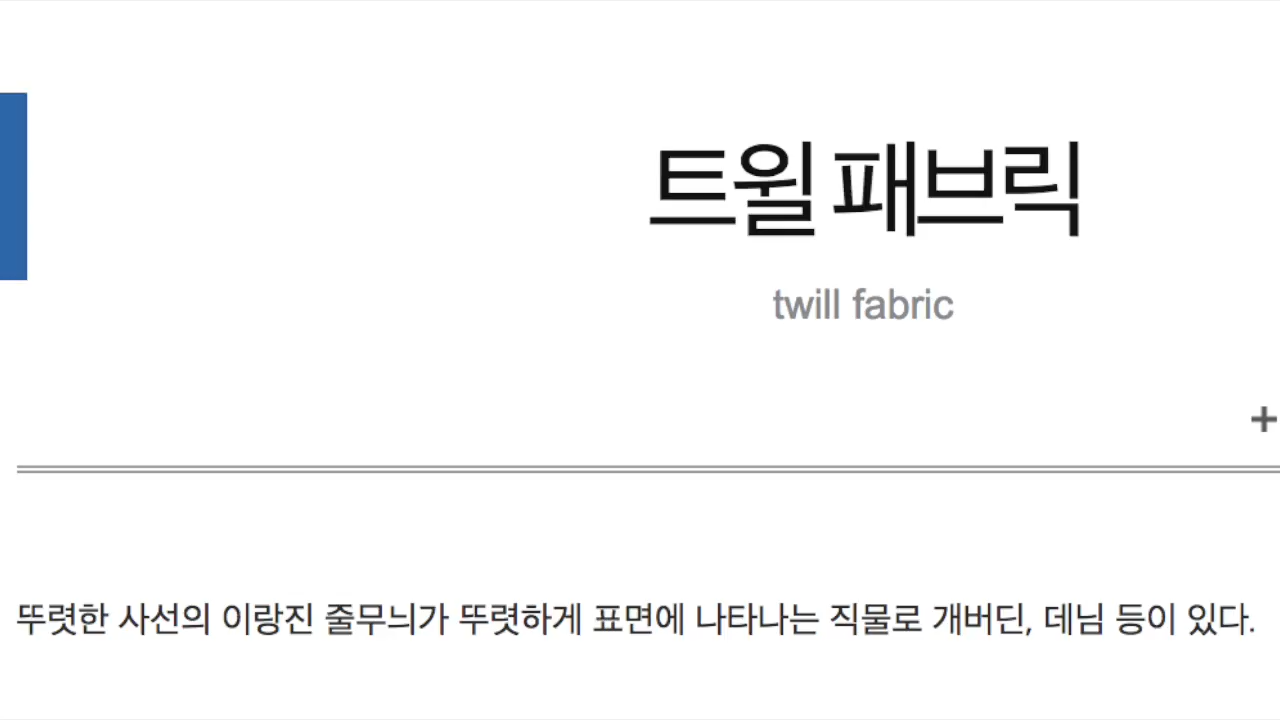 트윌 패브릭
twill fabric
+
뚜렷한 사선의 이랑진 줄무늬가 뚜렷하게 표면에 나타나는 직물로 개버딘, 데님 등이 있다.